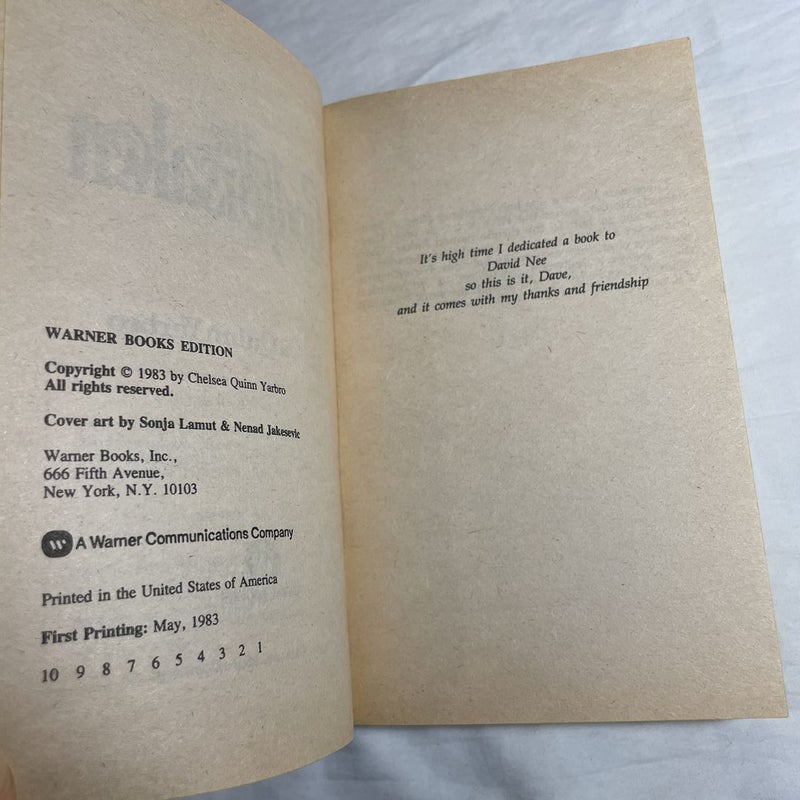 WARNER BOOKS EDITION
Copyright © 1983 by Chelsea Quinn Yarbro
All rights reserved.
Cover art by Sonja Lamut & Nenad Jakesevic
Warner Books, Inc.,
666 Fifth Avenue,
New York, N.Y. 10103
A Warner Communications Company
Printed in the United States of America
First Printing: May, 1983
10 9 8 7 6 5 4 3 2 1
It's high time I dedicated a book to
David Nee
so this is it, Dave,
and it comes with my thanks and friendship